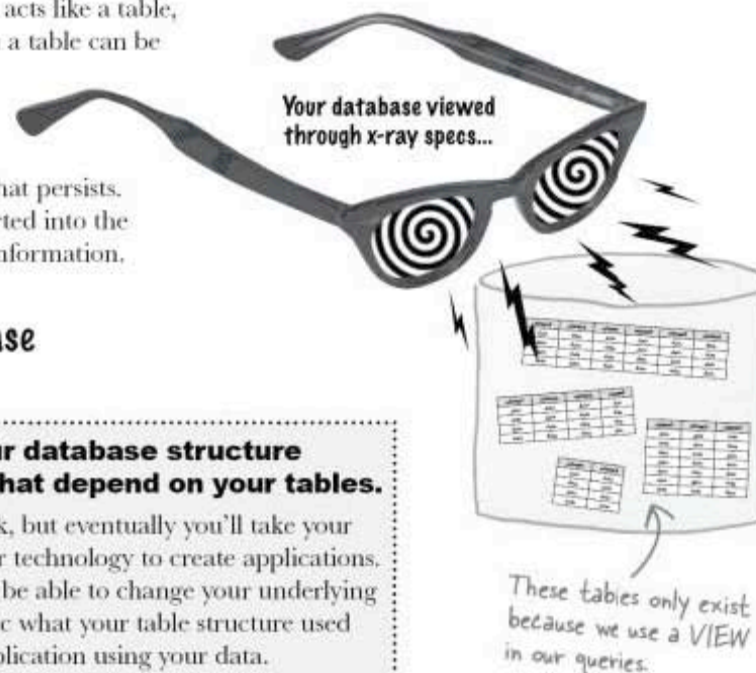 acts like a table,
a table can be
Your database viewed
through x-ray specs...
hat persists.
rted into the
nformation.
use
ur database structure
hat depend on your tables.
k, but eventually you'll take your
r technology to create applications.
be able to change your underlying
c what your table structure used
plication using your data.
These tables only exist
because we use a VIEW
in our queries.